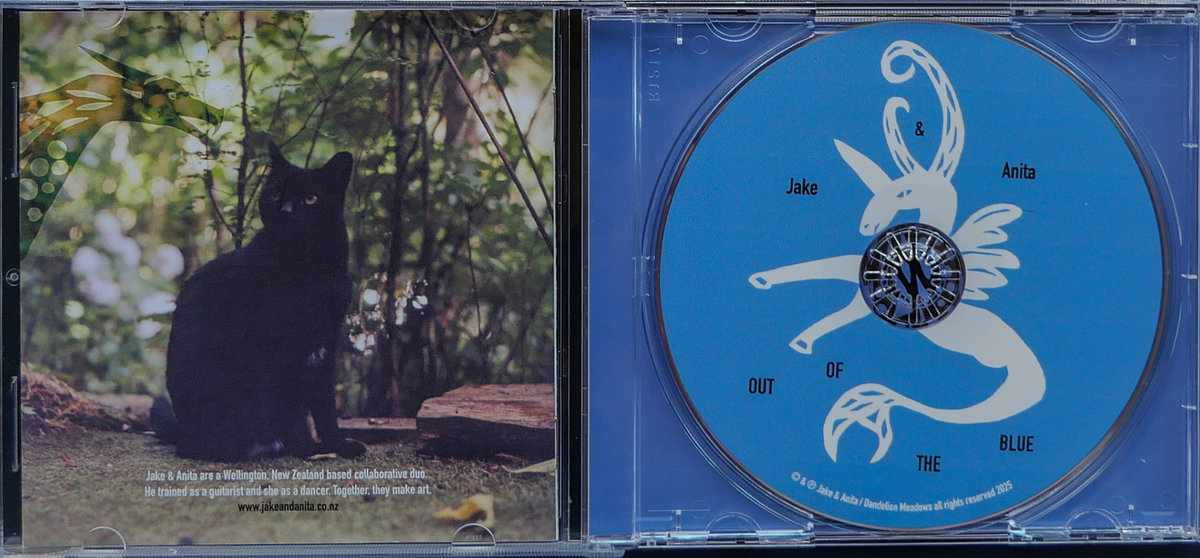 Jake & Anita are a Wellington, New Zealand based collaborative duo.
He trained as a guitarist and she as a dancer. Together, they make art.
www.jakeandanita.co.nz
Jake
&
Anita
OUT
OF
THE
BLUE
© & ℗ Jake & Anita / Dandelion Meadows all rights reserved 2025